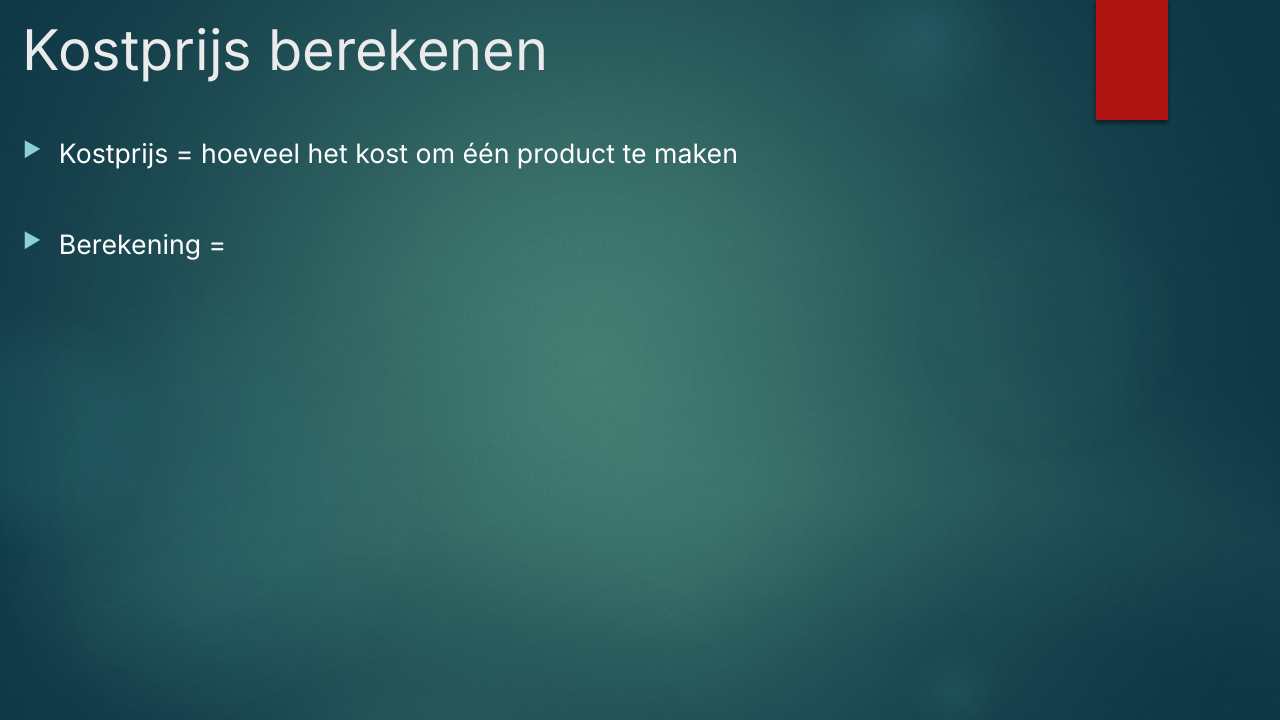 Kostprijs berekenen
Kostprijs = hoeveel het kost om één product te maken
Berekening =